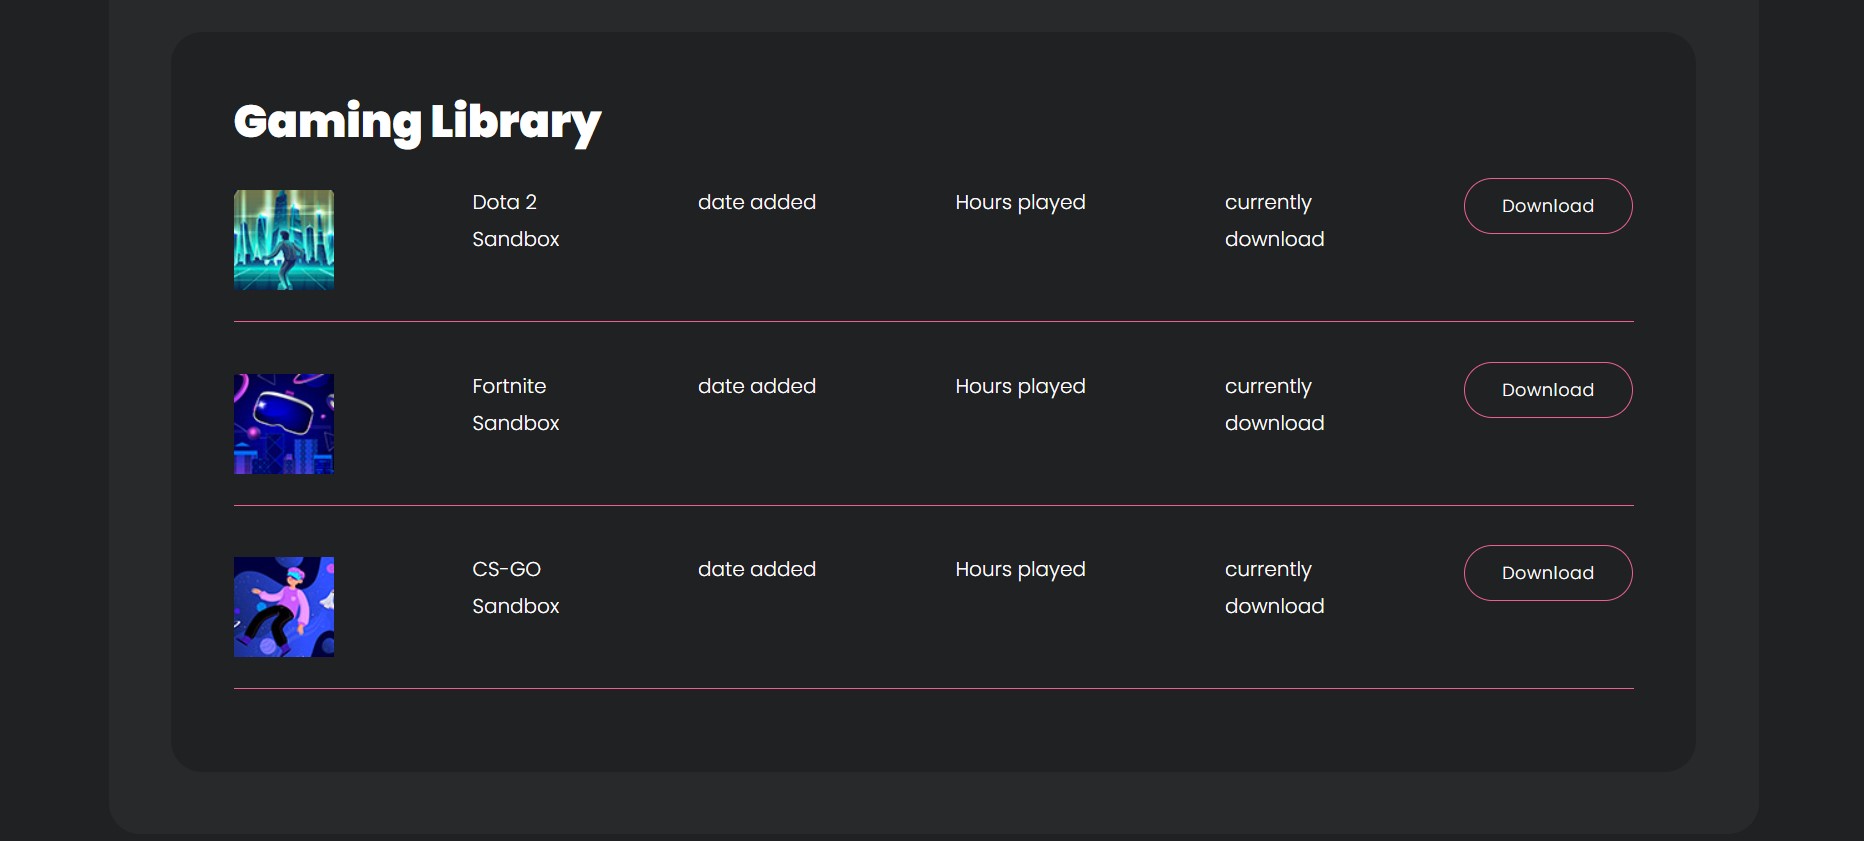 Gaming Library
Dota 2 date added Hours played currently Download
Sandbox download
Fortnite date added Hours played currently Download
Sandbox download
CS-GO date added Hours played currently Download
Sandbox download